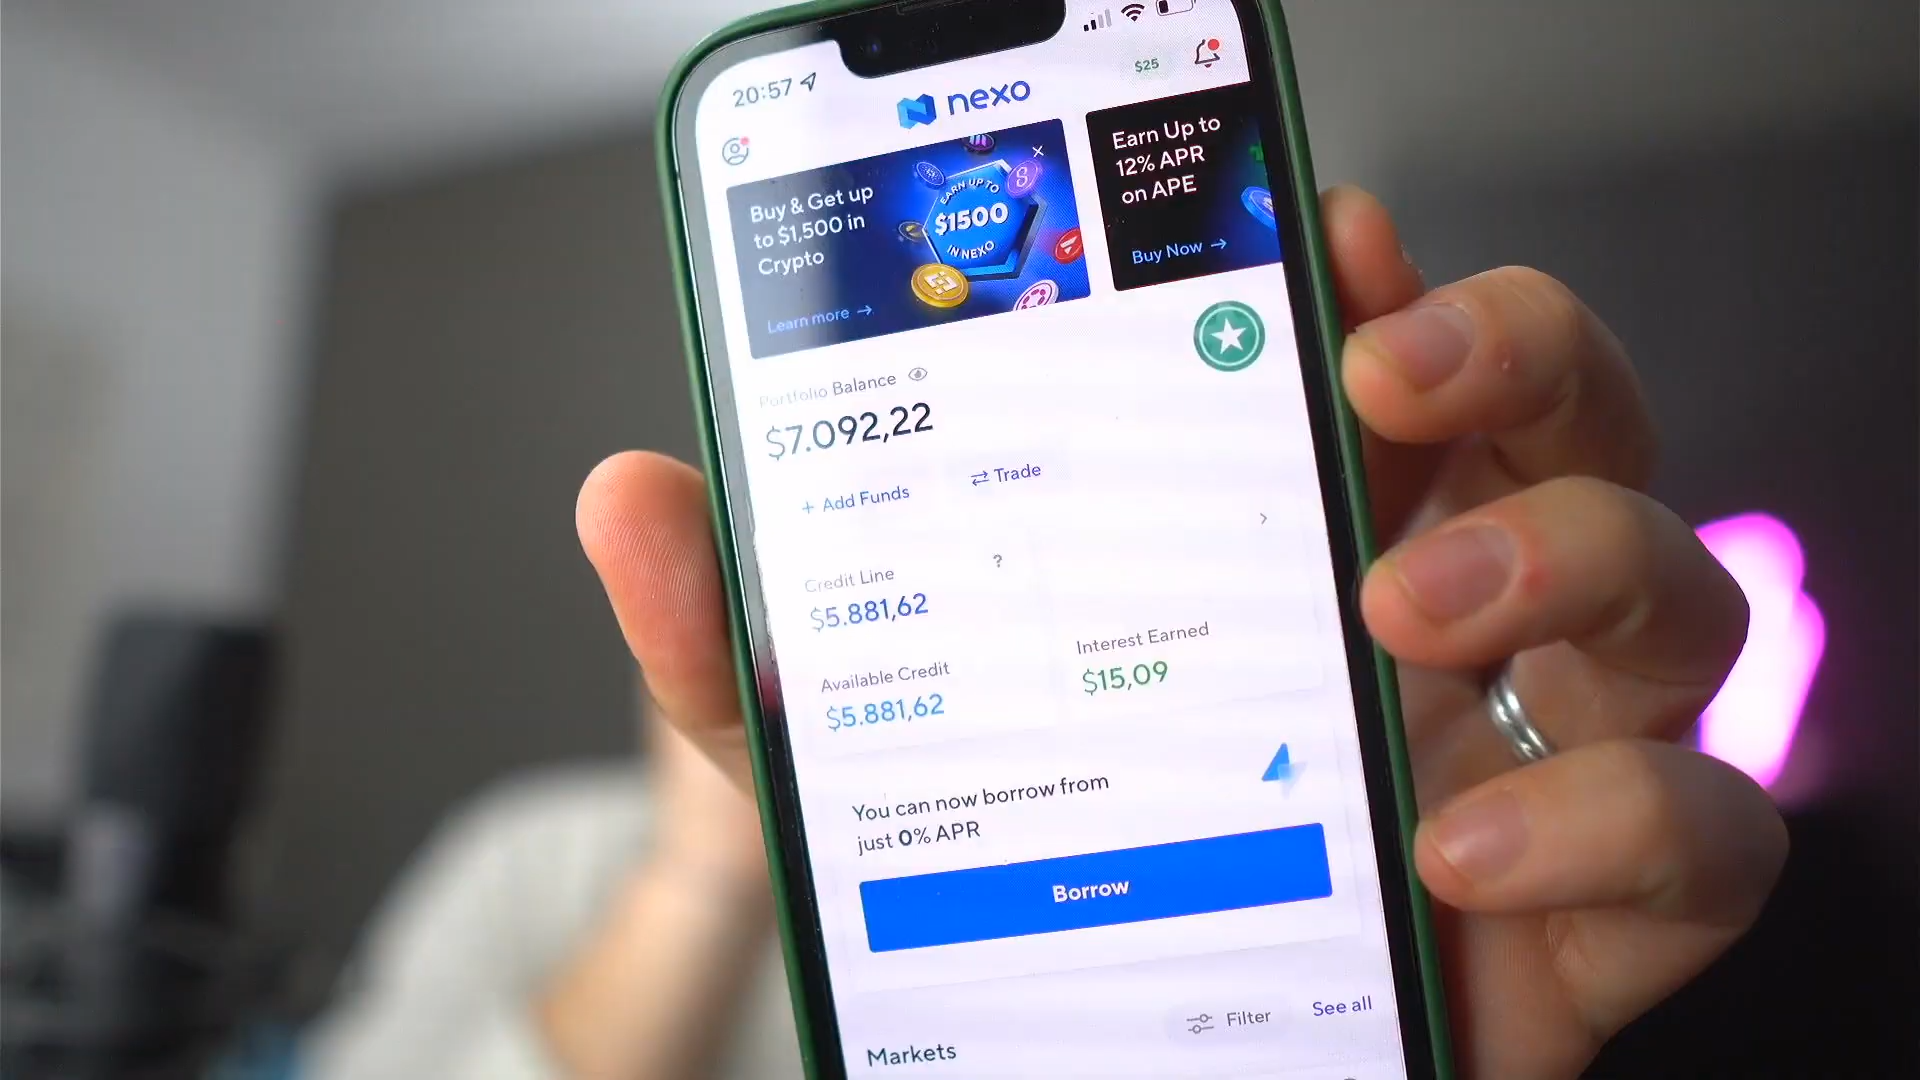 20:57
nexo
$25
Buy & Get up
to $1,500 in
Crypto
Learn more →
EARN UP TO
$1500
IN NEXO
Earn Up to
12% APR
on APE
Buy Now →
Portfolio Balance
$7.092,22
+ Add Funds
Trade
Credit Line
?
$5.881,62
Available Credit
$5.881,62
Interest Earned
$15,09
You can now borrow from
just 0% APR
Borrow
Filter
See all
Markets